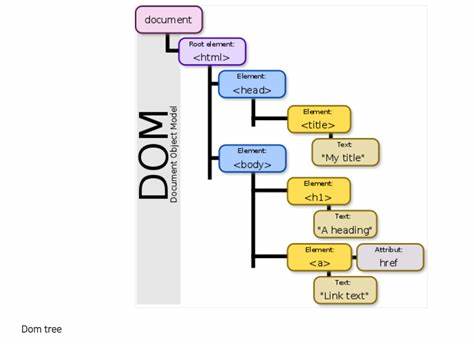 document
Root element:
<html>
Element:
<head>
Element:
<title>
Text
"My title"
Element:
<body>
Element:
<h1>
Text:
"A heading"
Element:
<a>
Attribut:
href
Text:
"Link text"
DOM
Document Object Model
Dom tree